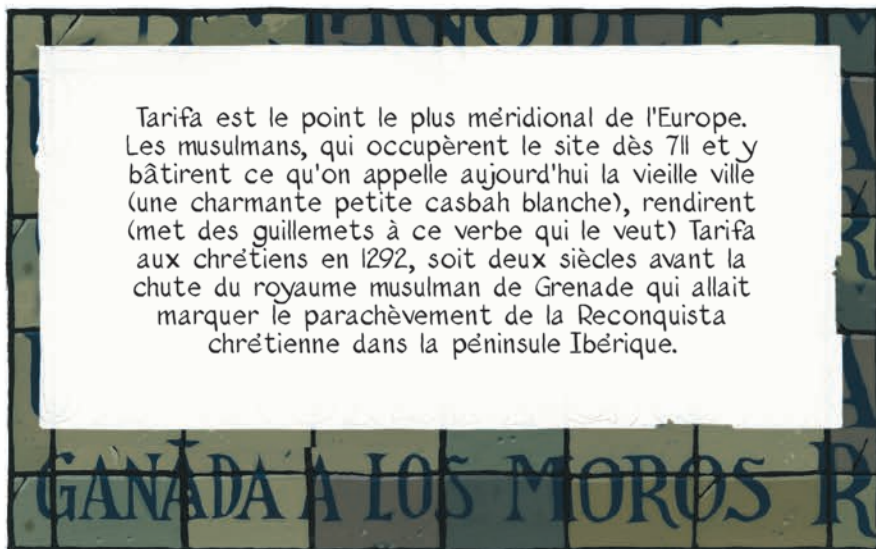 Tarifa est le point le plus méridional de l'Europe.
Les musulmans, qui occupèrent le site dès 711 et y
bâtirent ce qu'on appelle aujourd'hui la vieille ville
(une charmante petite casbah blanche), rendirent
(met des guillemets à ce verbe qui le veut) Tarifa
aux chrétiens en 1292, soit deux siècles avant la
chute du royaume musulman de Grenade qui allait
marquer le parachèvement de la Reconquista
chrétienne dans la péninsule Ibérique.
GANADA A LOS MOROS R